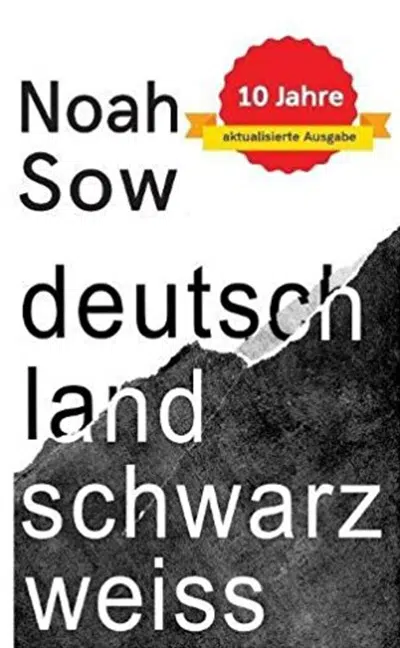 Noah
Sow
10 Jahre
aktualisierte Ausgabe
deutsch
land
schwarz
weiss